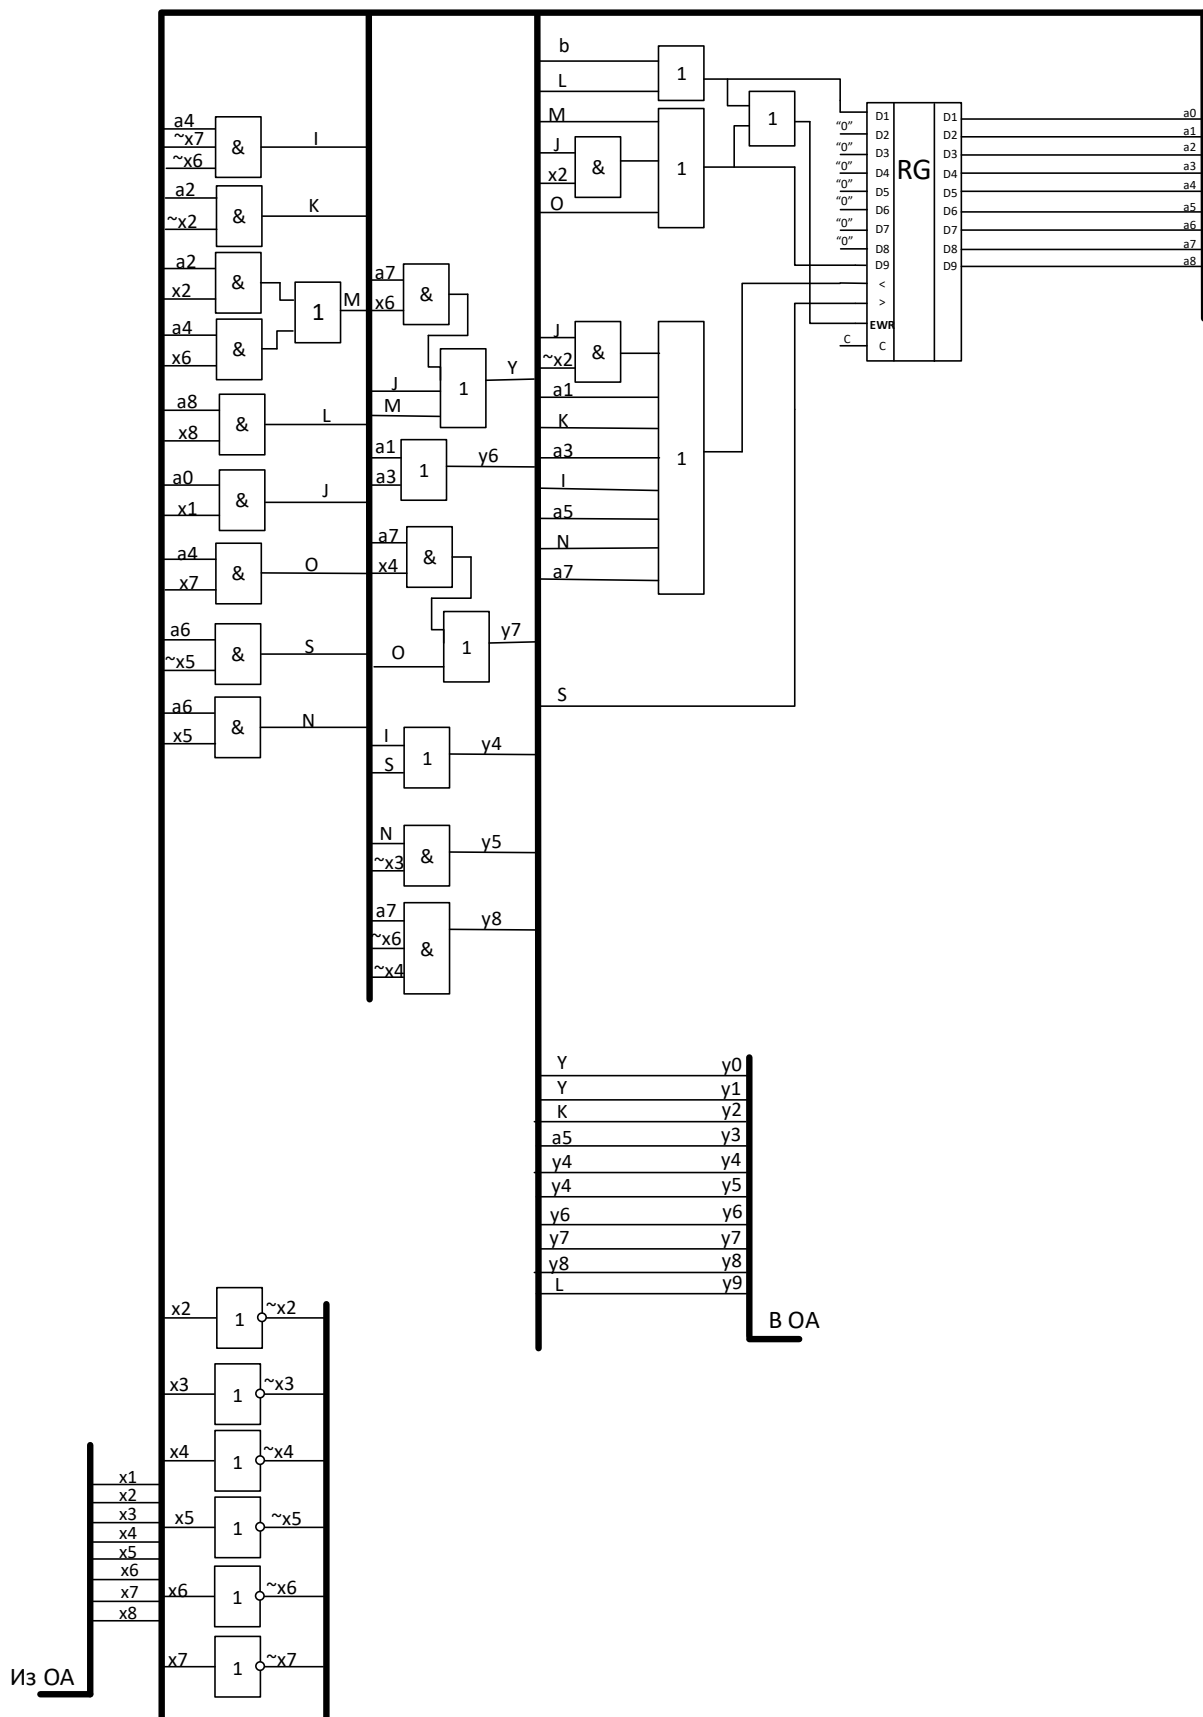 a4
~x7
~x6
&
I
a2
~x2
&
K
a2
x2
&
a4
x6
&
1
M
a8
x8
&
L
a0
x1
&
J
a4
x7
&
O
a6
~x5
&
S
a6
x5
&
N
a7
x6
&
J
M
1
Y
a1
a3
1
y6
a7
x4
&
O
1
y7
I
S
1
y4
N
~x3
&
y5
a7
~x6
~x4
&
y8
b
L
1
M
J
x2
&
O
1
1
J
~x2
&
a1
K
a3
I
a5
N
a7
1
S
"0"
"0"
"0"
"0"
"0"
"0"
"0"
C
D1
D2
D3
D4
D5
D6
D7
D8
D9
<
>
EWR
C
RG
D1
D2
D3
D4
D5
D6
D7
D8
D9
a0
a1
a2
a3
a4
a5
a6
a7
a8
Y y0
Y y1
K y2
a5 y3
y4 y4
y4 y5
y6 y6
y7 y7
y8 y8
L y9
В ОА
x2 1 ~x2
x3 1 ~x3
x4 1 ~x4
x5 1 ~x5
x6 1 ~x6
x7 1 ~x7
x1
x2
x3
x4
x5
x6
x7
x8
Из ОА